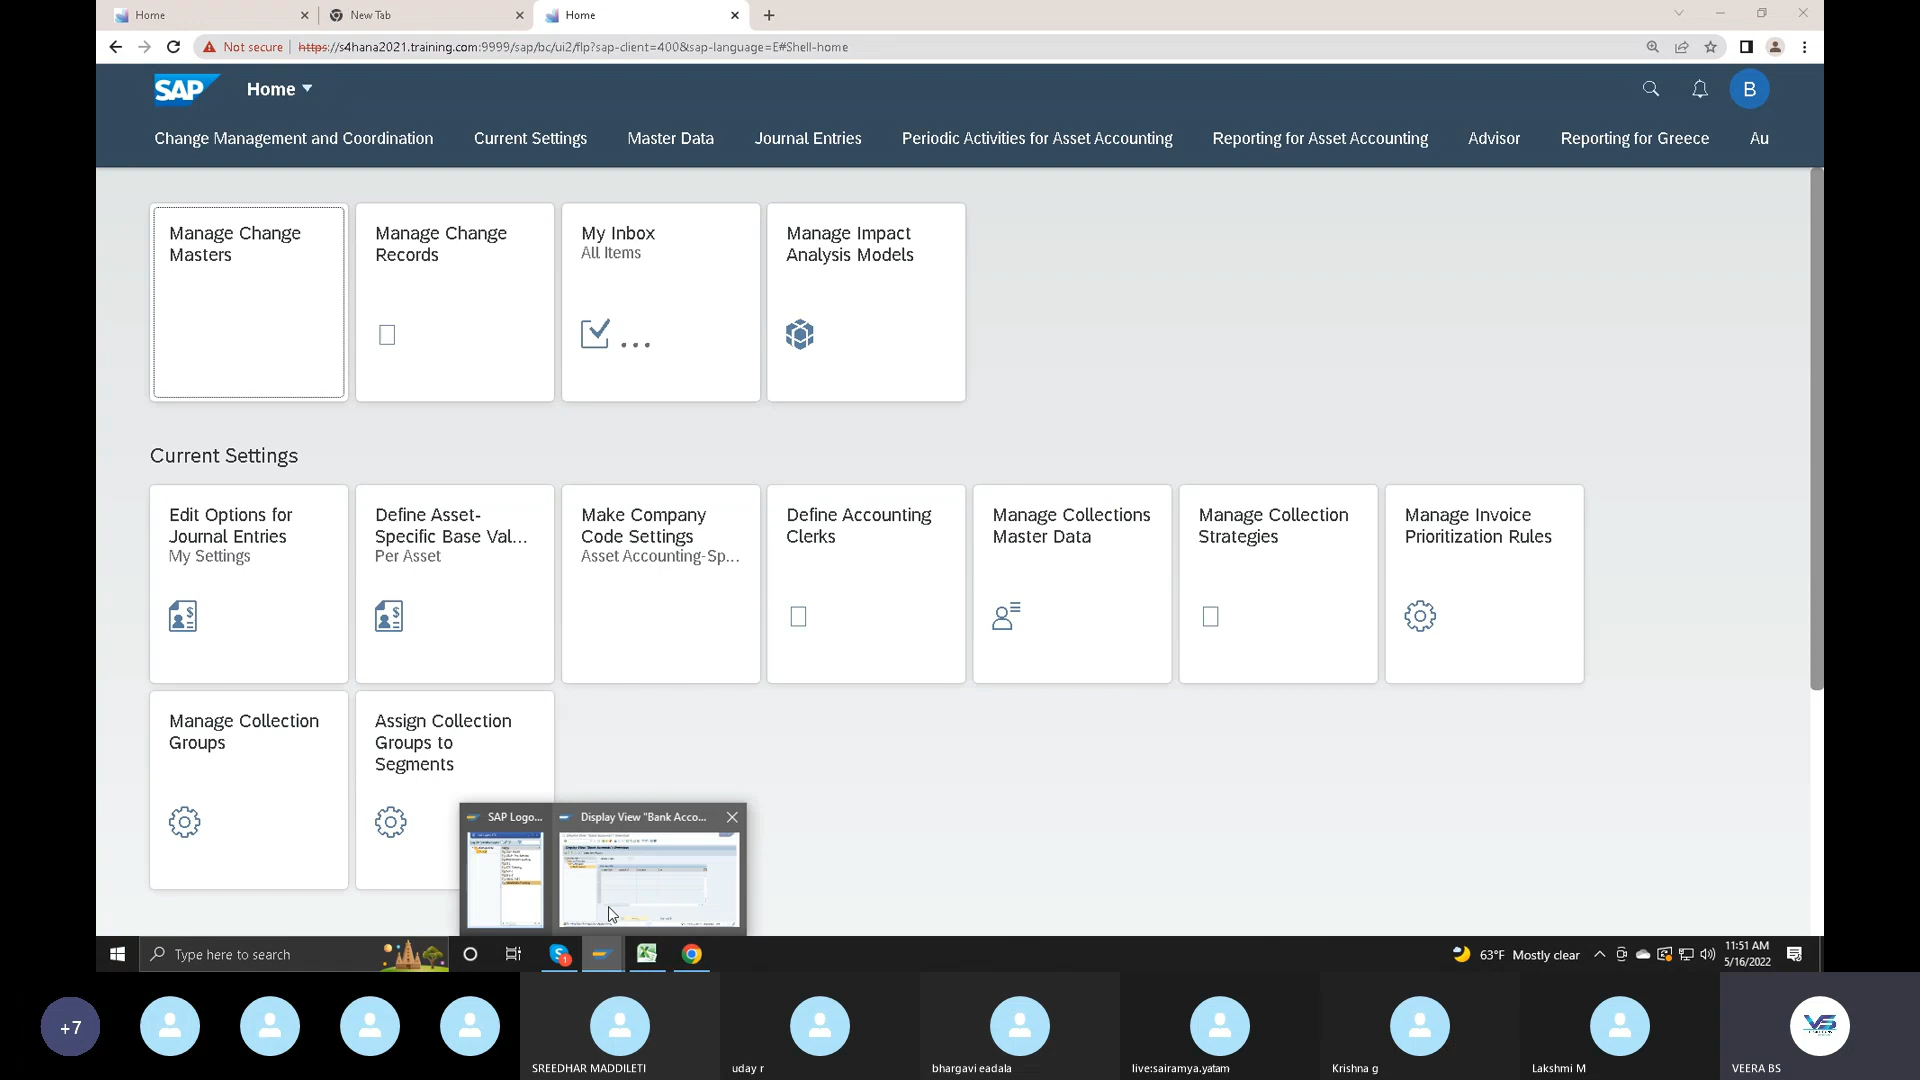 Home
New Tab
Home
Not secure
https://s4hana2021.training.com:9999/sap/bc/ui2/flp?sap-client=400&sap-language=E#Shell-home
SAP
Home
B
Change Management and Coordination
Current Settings
Master Data
Journal Entries
Periodic Activities for Asset Accounting
Reporting for Asset Accounting
Advisor
Reporting for Greece
Au
Manage Change
Masters
Manage Change
Records
My Inbox
All Items
...
Manage Impact
Analysis Models
Current Settings
Edit Options for
Journal Entries
My Settings
Define Asset-
Specific Base Val...
Per Asset
Make Company
Code Settings
Asset Accounting-Sp...
Define Accounting
Clerks
Manage Collections
Master Data
Manage Collection
Strategies
Manage Invoice
Prioritization Rules
Manage Collection
Groups
Assign Collection
Groups to
Segments
SAP Logo...
Display View "Bank Acco...
Type here to search
1
63°F Mostly clear
11:51 AM
5/16/2022
+7
SREEDHAR MADDILETI
uday r
bhargavi eadala
live:sairamya.yatam
Krishna g
Lakshmi M
VS
VEERA BS